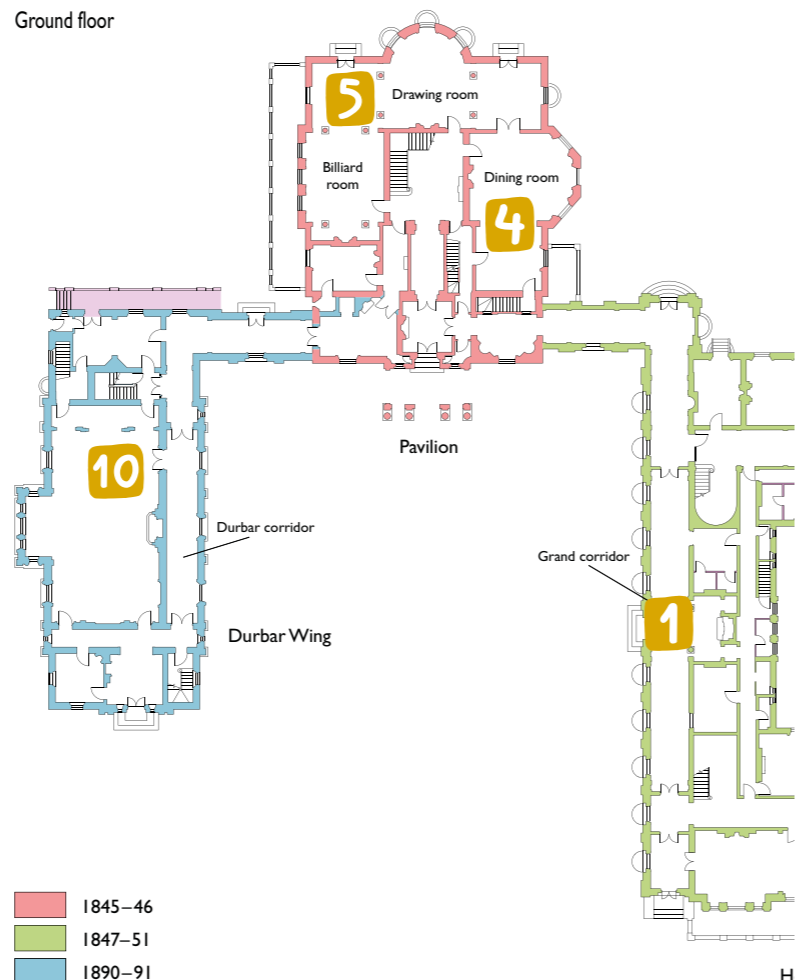 Ground floor
5
Drawing room
Billiard
room
Dining room
4
Pavilion
10
Durbar corridor
Grand corridor
1
Durbar Wing
1845–46
1847–51
1890–91
H